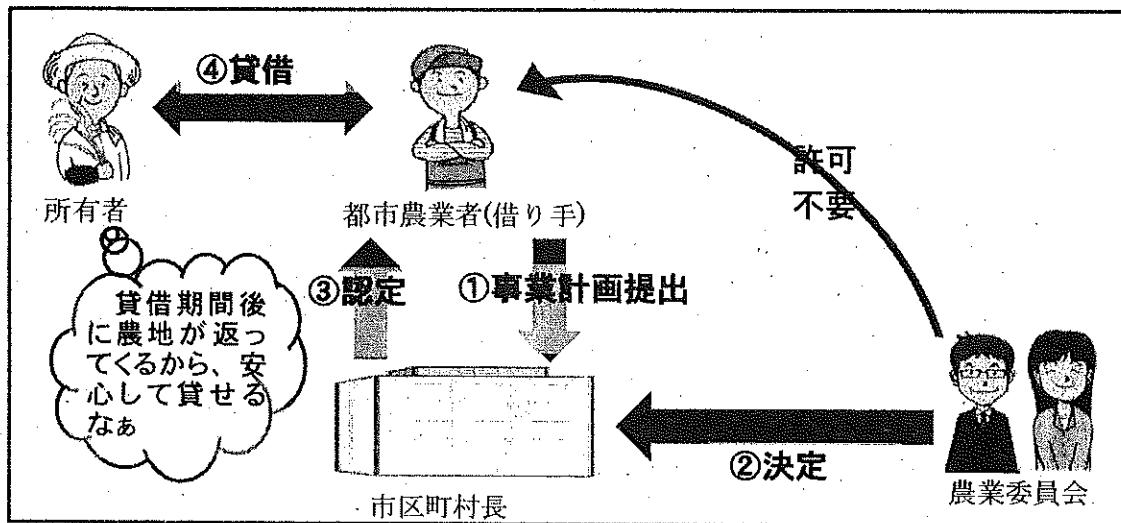 ④貸借
許可
不要
所有者
都市農業者(借り手)
③認定
①事業計画提出
貸借期間後
に農地が返っ
てくるから、安
心して貸せる
なぁ
②決定
市区町村長
農業委員会